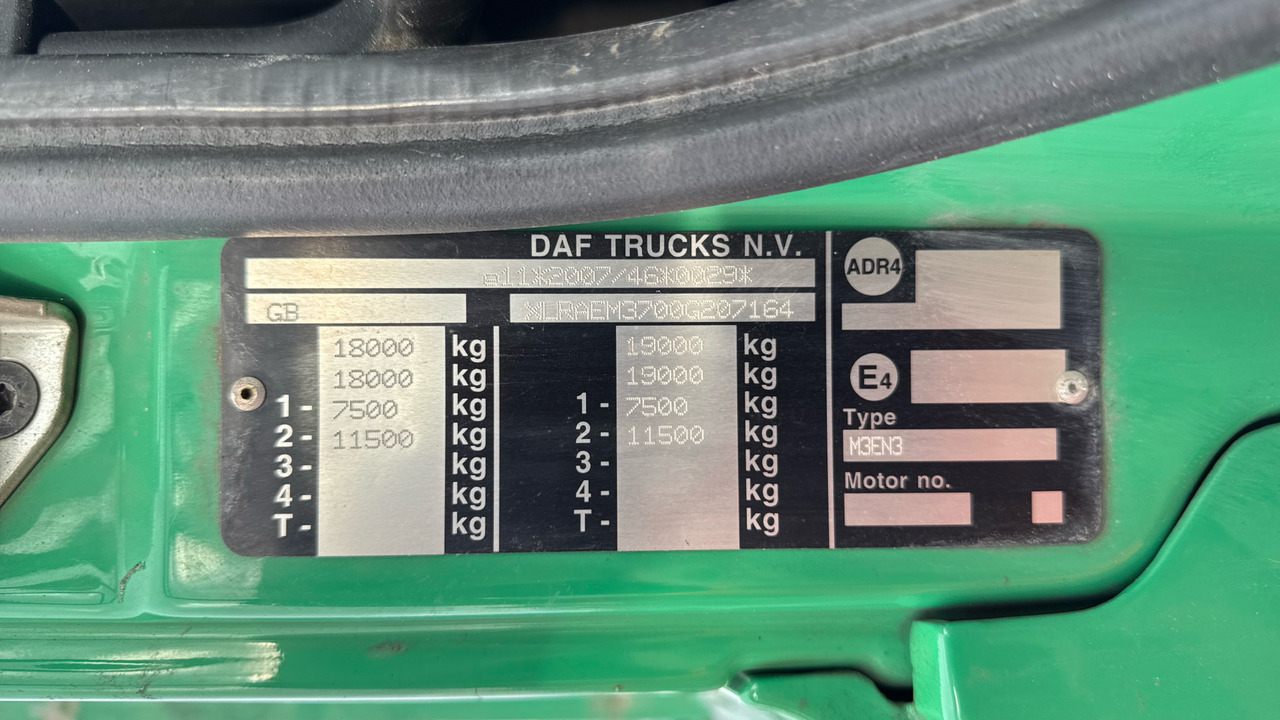 DAF TRUCKS N.V.
e11*2007/46*0029*
GB *LRAEM3700G207164
18000 kg 19000 kg
18000 kg 19000 kg
1- 7500 kg 1- 7500 kg
2- 11500 kg 2- 11500 kg
3- kg 3- kg
4- kg 4- kg
T- kg T- kg
ADR4
E4
Type
M3EN3
Motor no.